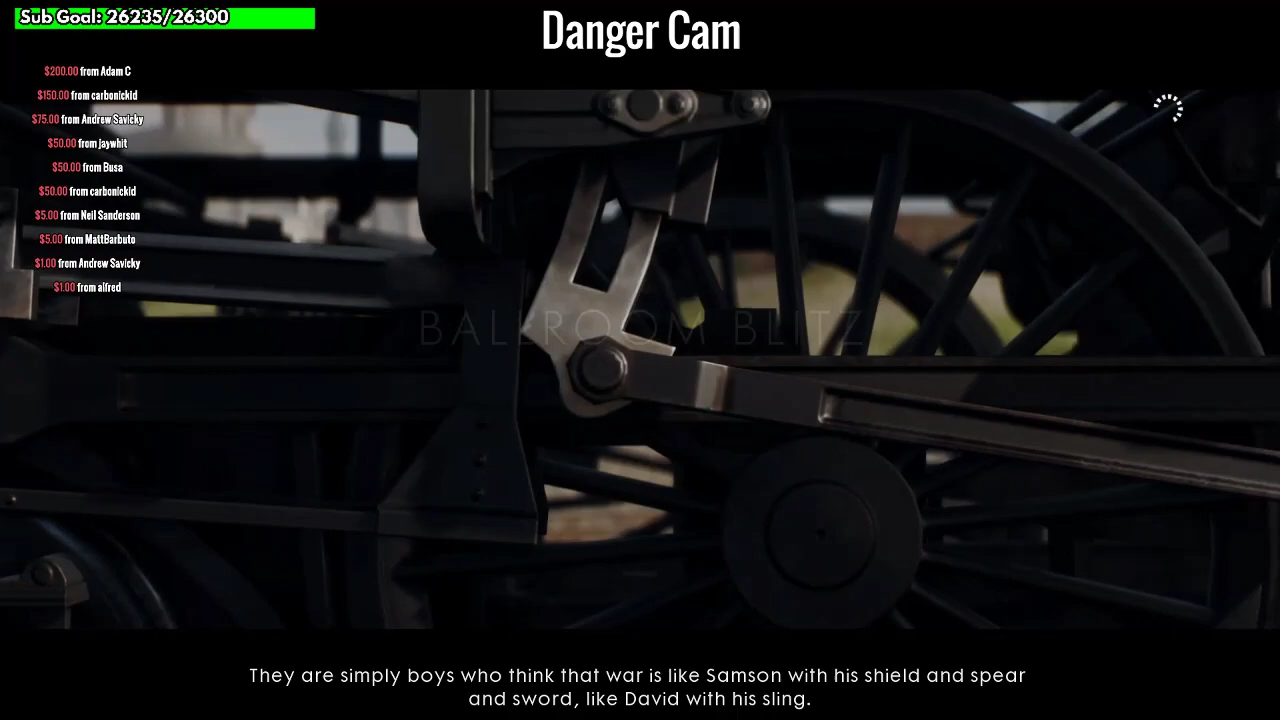 Sub Goal: 26235/26300
Danger Cam
$200.00 from Adam C
$150.00 from carbonickid
$75.00 from Andrew Savicky
$50.00 from jaywhit
$50.00 from Busa
$50.00 from carbonickid
$5.00 from Neil Sanderson
$5.00 from MattBarbuto
$1.00 from Andrew Savicky
$1.00 from alfred
BALLROOM BLITZ
They are simply boys who think that war is like Samson with his shield and spear
and sword, like David with his sling.